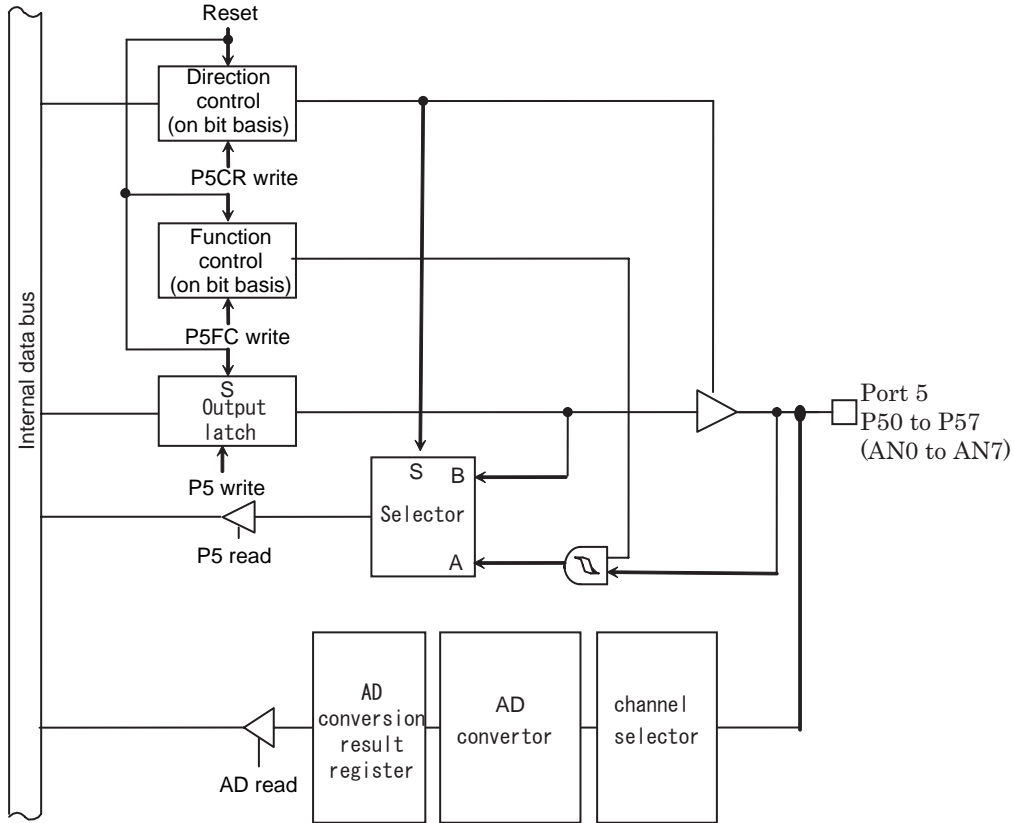 Reset
Direction
control
(on bit basis)
P5CR write
Function
control
(on bit basis)
P5FC write
Internal data bus
S
Output
latch
P5 write
S
B
Selector
A
P5 read
Port 5
P50 to P57
(AN0 to AN7)
AD
conversion
result
register
AD
convertor
channel
selector
AD read